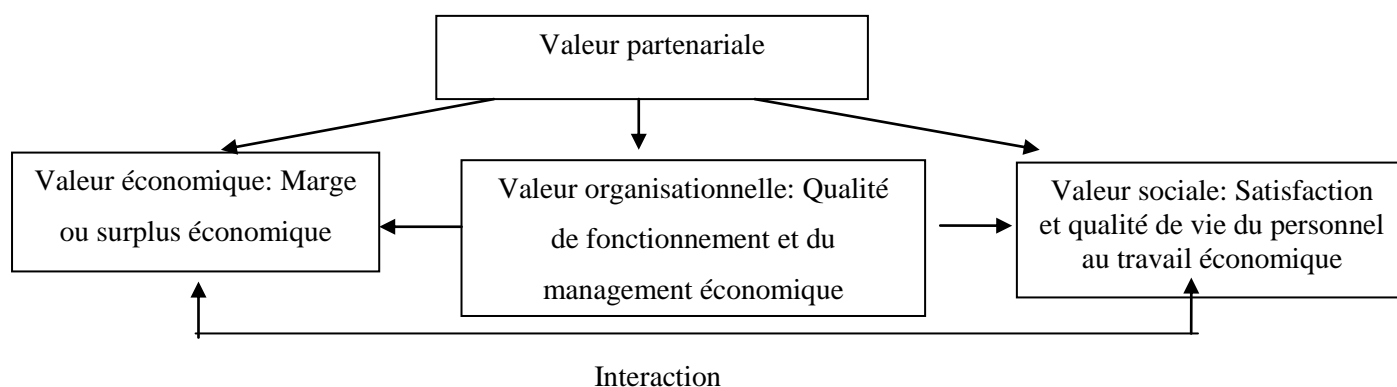 Valeur partenariale
Valeur économique: Marge
ou surplus économique
Valeur organisationnelle: Qualité
de fonctionnement et du
management économique
Valeur sociale: Satisfaction
et qualité de vie du personnel
au travail économique
Interaction